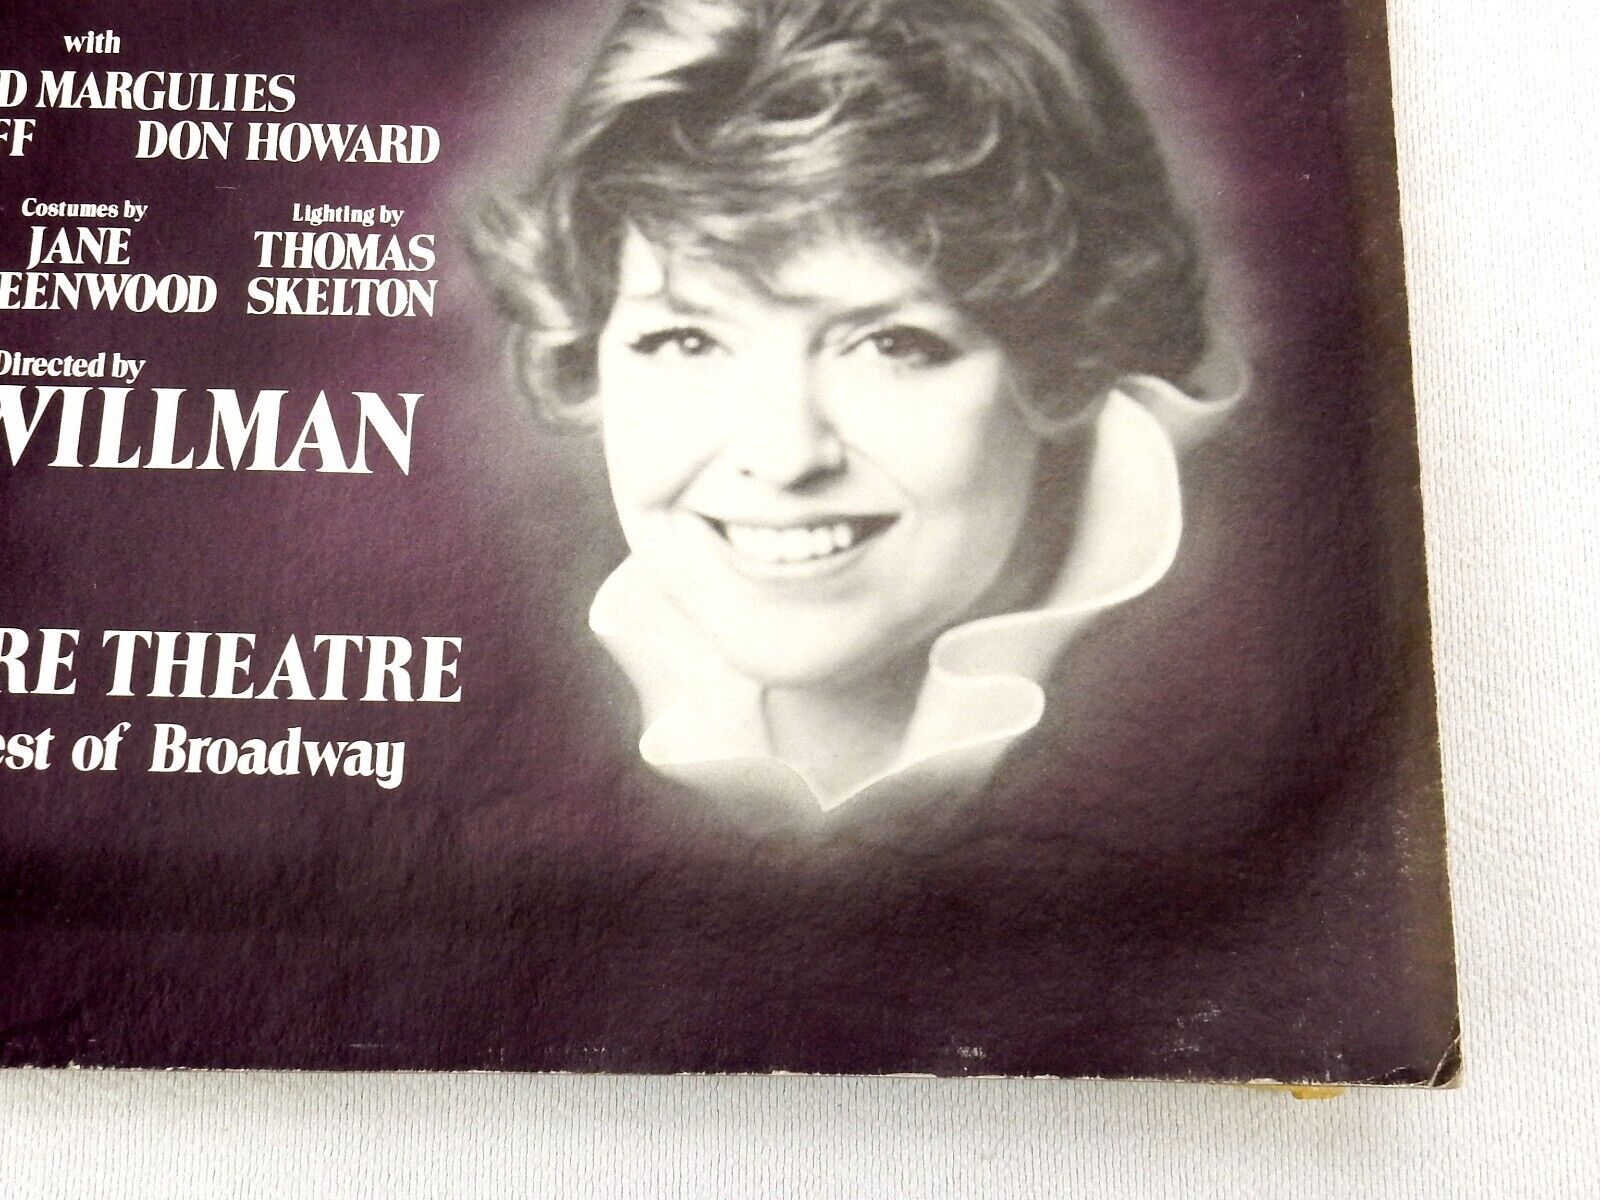 with
D MARGULIES
FF DON HOWARD
Costumes by Lighting by
JANE THOMAS
EENWOOD SKELTON
Directed by
WILLMAN
RE THEATRE
est of Broadway